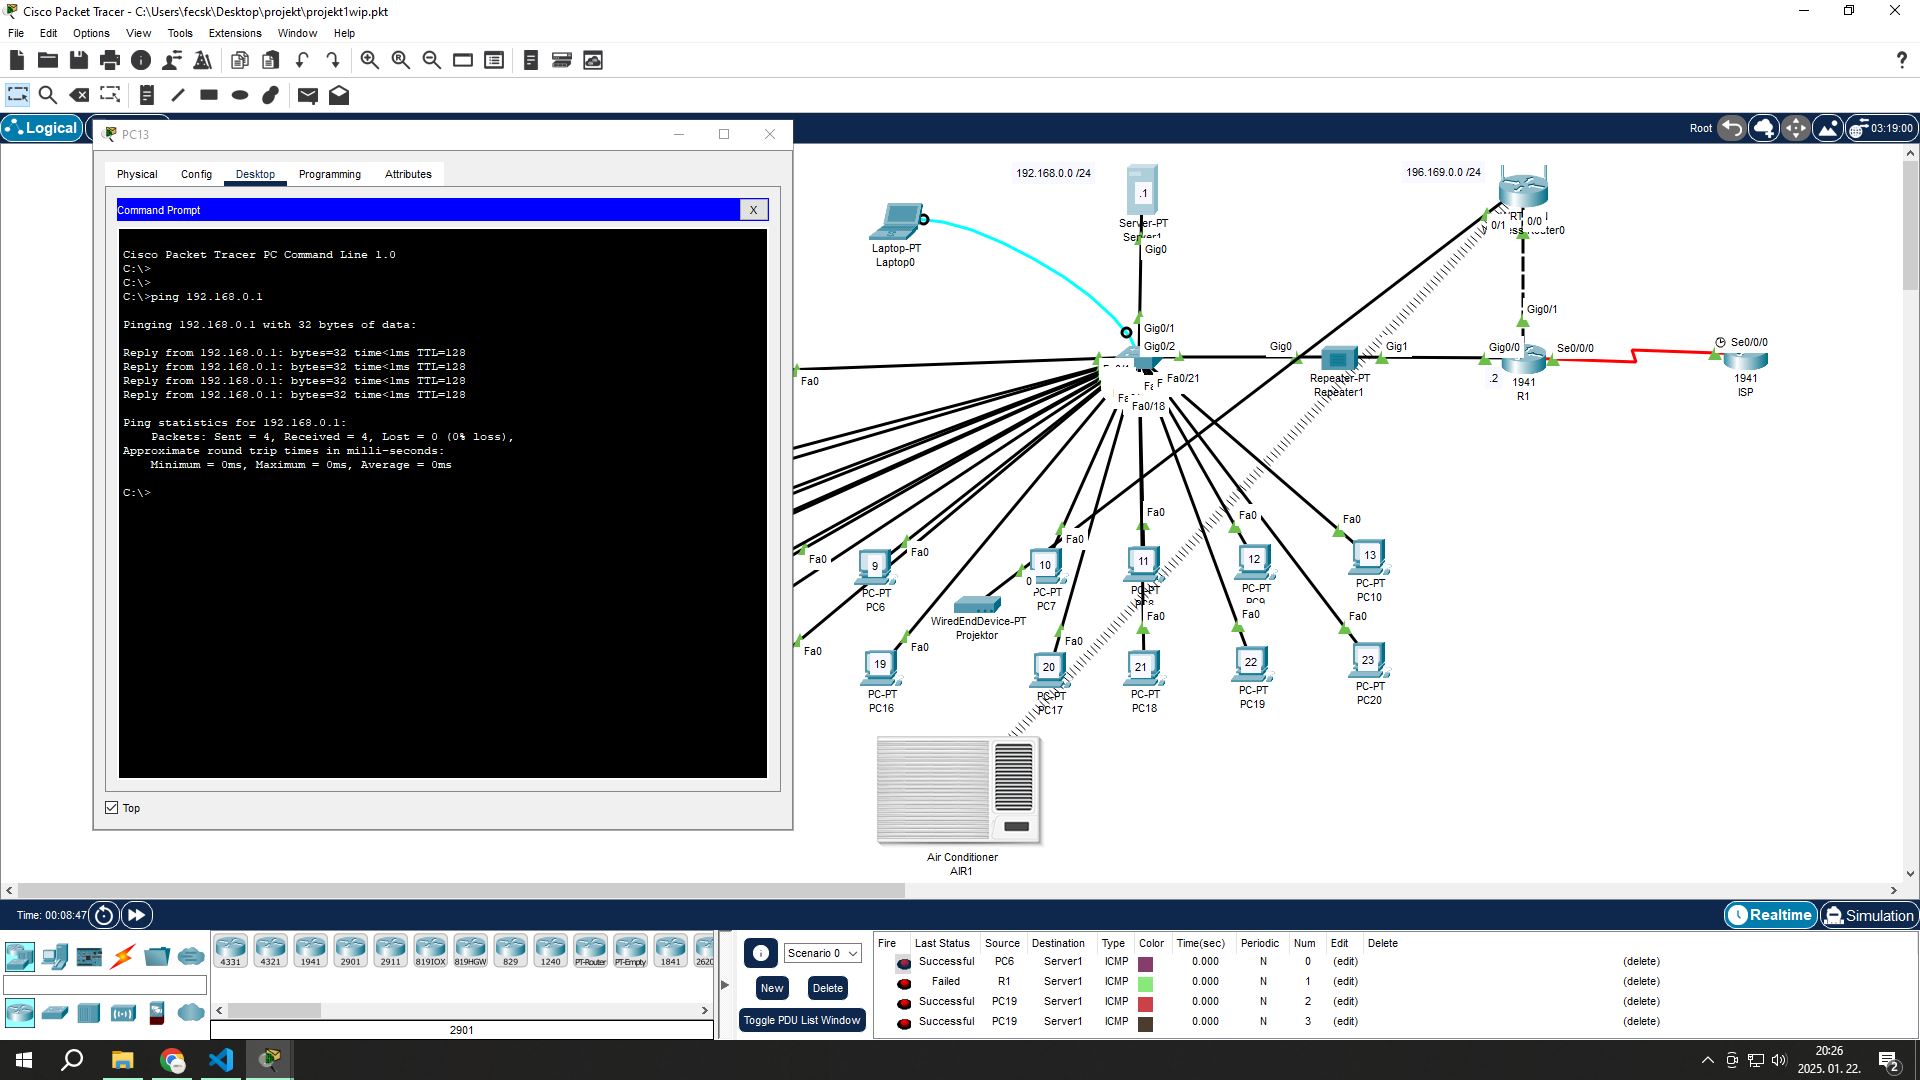 Cisco Packet Tracer - C:\Users\fecsk\Desktop\projekt\projekt1wip.pkt
File Edit Options View Tools Extensions Window Help
Logical
Root
03:19:00
PC13
Physical Config Desktop Programming Attributes
Command Prompt
X
Cisco Packet Tracer PC Command Line 1.0
C:\>
C:\>
C:\>ping 192.168.0.1
Pinging 192.168.0.1 with 32 bytes of data:
Reply from 192.168.0.1: bytes=32 time<1ms TTL=128
Reply from 192.168.0.1: bytes=32 time<1ms TTL=128
Reply from 192.168.0.1: bytes=32 time<1ms TTL=128
Reply from 192.168.0.1: bytes=32 time<1ms TTL=128
Ping statistics for 192.168.0.1:
Packets: Sent = 4, Received = 4, Lost = 0 (0% loss),
Approximate round trip times in milli-seconds:
Minimum = 0ms, Maximum = 0ms, Average = 0ms
C:\>
Top
192.168.0.0 /24
196.169.0.0 /24
.1
Server-PT
Server1
Gig0
Laptop-PT
Laptop0
0/1
0/0
Gig0/1
Gig0/2
Gig0
Gig1
Gig0/1
Gig0/0
Se0/0/0
Se0/0/0
Repeater-PT
Repeater1
.2
1941
R1
1941
ISP
Fa0
Fa0/21
Fa0/18
Fa0
Fa0
Fa0
Fa0
Fa0
Fa0
9
PC-PT
PC6
10
PC-PT
PC7
11
PC-PT
PC8
12
PC-PT
PC9
13
PC-PT
PC10
0
WiredEndDevice-PT
Projektor
Fa0
Fa0
Fa0
Fa0
Fa0
Fa0
19
PC-PT
PC16
20
PC-PT
PC17
21
PC-PT
PC18
22
PC-PT
PC19
23
PC-PT
PC20
Air Conditioner
AIR1
Time: 00:08:47
Realtime
Simulation
4331 4321 1941 2901 2911 819IOX 819HGW 829 1240 PT-Router PT-Empty 1841 2620
2901
Scenario 0
New
Delete
Toggle PDU List Window
Fire Last Status Source Destination Type Color Time(sec) Periodic Num Edit Delete
Successful PC6 Server1 ICMP 0.000 N 0 (edit) (delete)
Failed R1 Server1 ICMP 0.000 N 1 (edit) (delete)
Successful PC19 Server1 ICMP 0.000 N 2 (edit) (delete)
Successful PC19 Server1 ICMP 0.000 N 3 (edit) (delete)
20:26
2025. 01. 22.
2